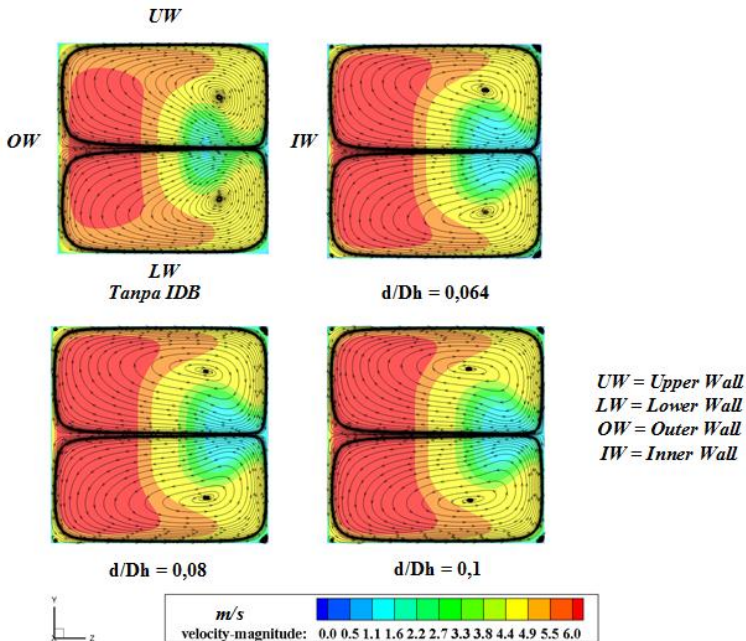 UW
OW
IW
LW
Tanpa IDB
d/Dh = 0,064
UW = Upper Wall
LW = Lower Wall
OW = Outer Wall
IW = Inner Wall
d/Dh = 0,08
d/Dh = 0,1
Y
X Z
m/s
velocity-magnitude: 0.0 0.5 1.1 1.6 2.2 2.7 3.3 3.8 4.4 4.9 5.5 6.0